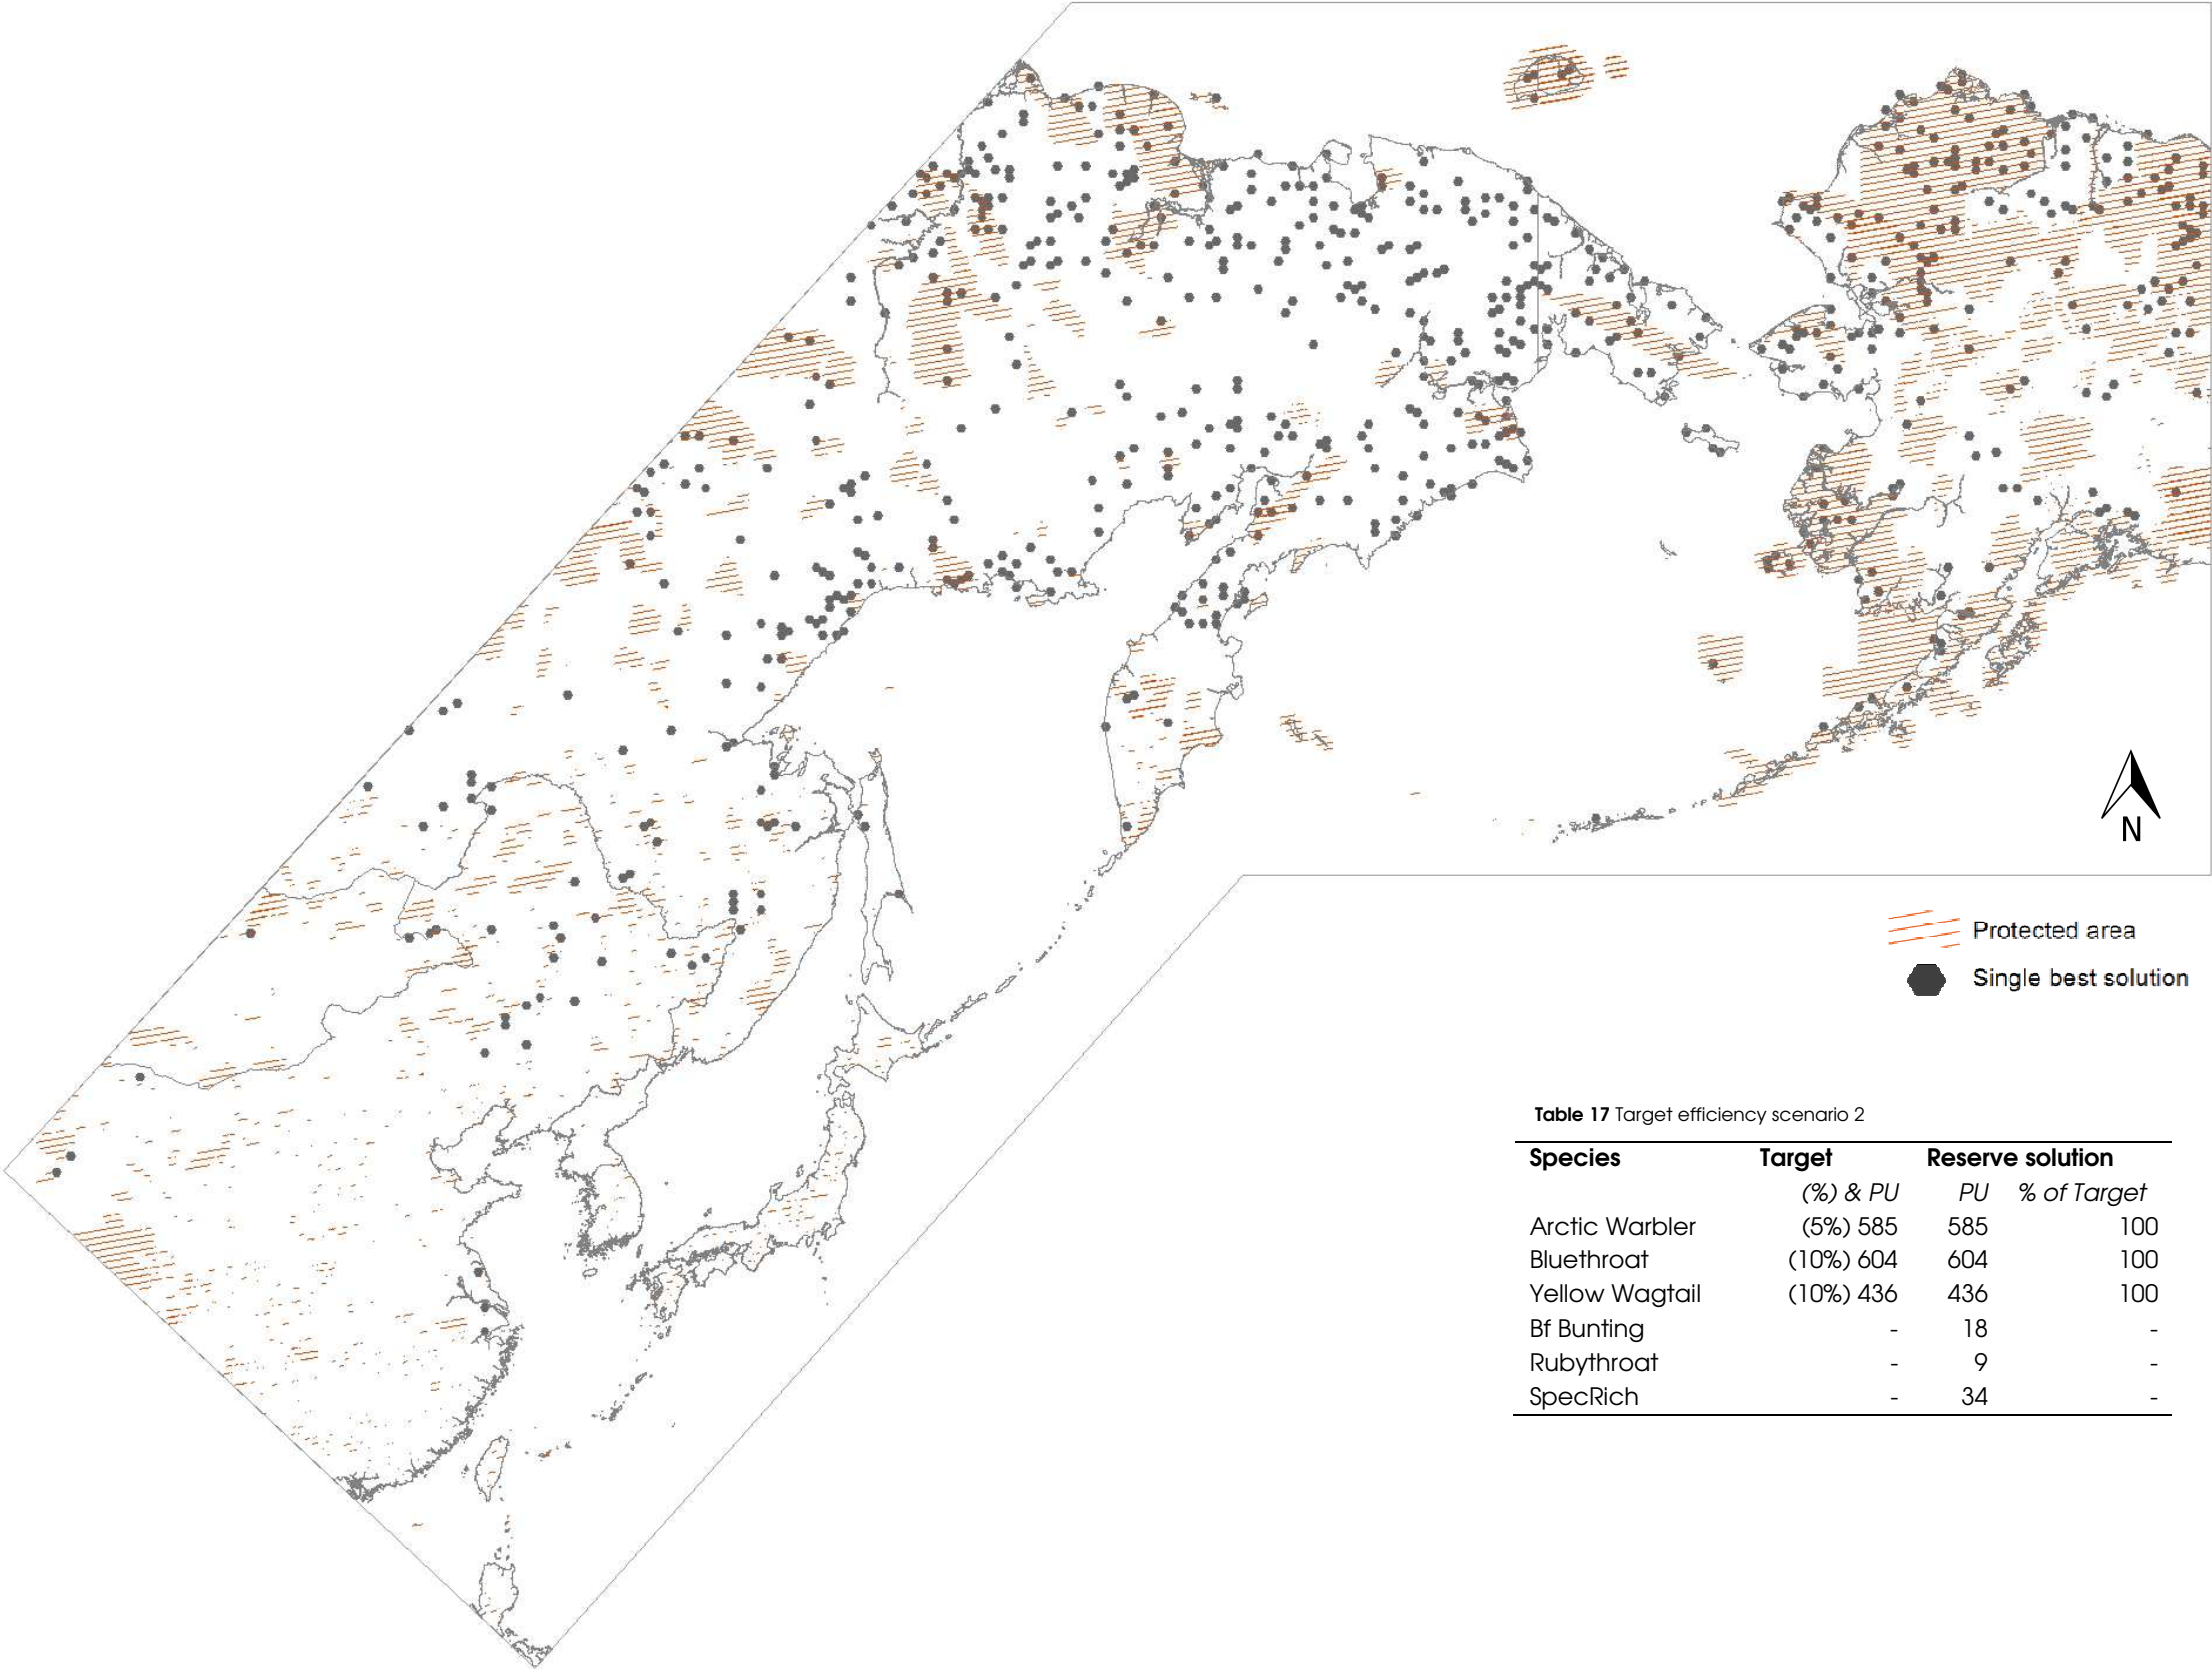 N
Protected area
Single best solution
Table 17 Target efficiency scenario 2
Species Target Reserve solution
(%) & PU PU % of Target
Arctic Warbler (5%) 585 585 100
Bluethroat (10%) 604 604 100
Yellow Wagtail (10%) 436 436 100
Bf Bunting - 18 -
Rubythroat - 9 -
SpecRich - 34 -